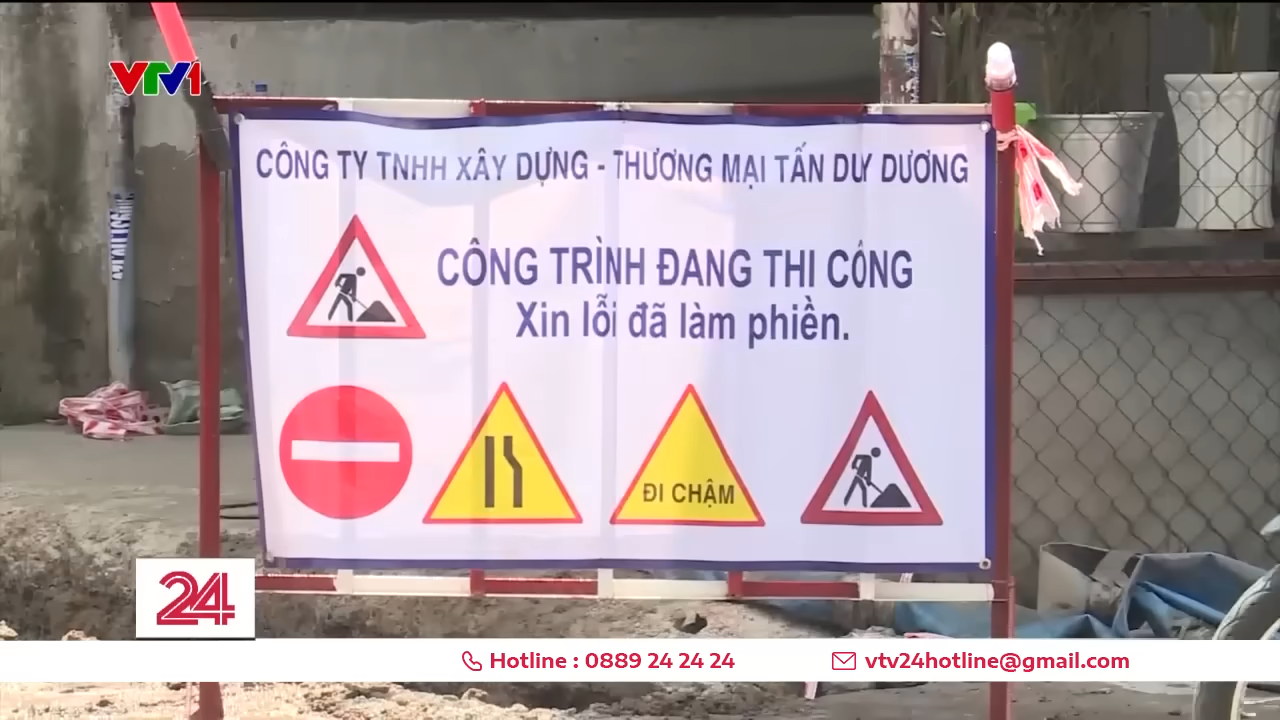 VTV1
CÔNG TY TNHH XÂY DỰNG - THƯƠNG MẠI TẤN DUY DƯƠNG
CÔNG TRÌNH ĐANG THI CÔNG
Xin lỗi đã làm phiền.
ĐI CHẬM
24
Hotline : 0889 24 24 24
vtv24hotline@gmail.com